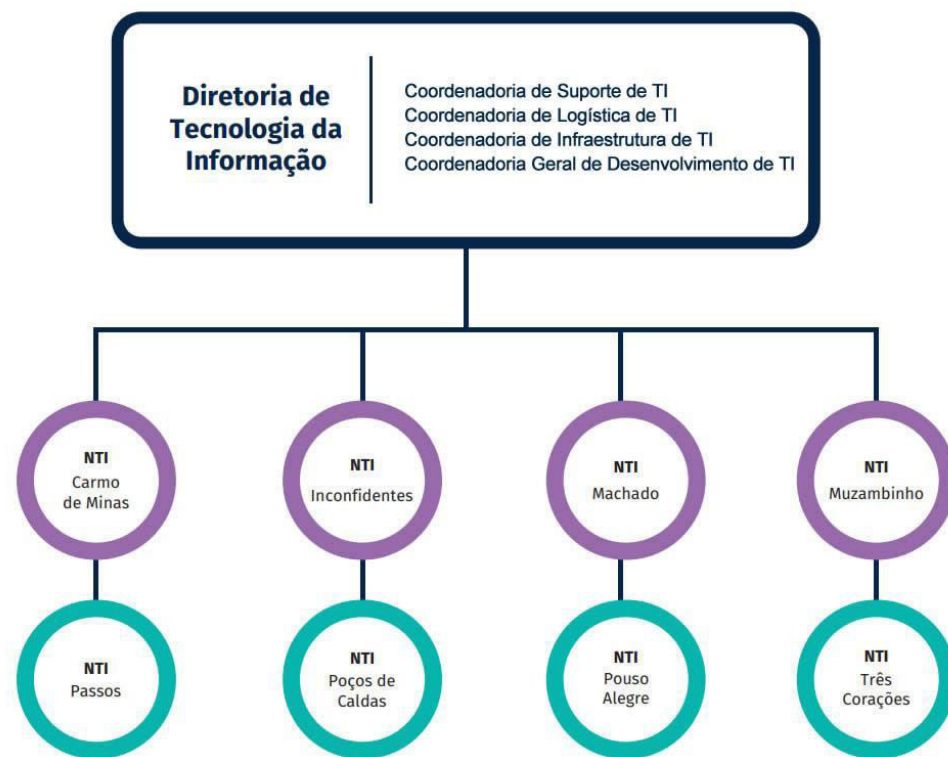 Diretoria de
Tecnologia da
Informação
Coordenadoria de Suporte de TI
Coordenadoria de Logística de TI
Coordenadoria de Infraestrutura de TI
Coordenadoria Geral de Desenvolvimento de TI
NTI
Carmo
de Minas
NTI
Inconfidentes
NTI
Machado
NTI
Muzambinho
NTI
Passos
NTI
Poços de
Caldas
NTI
Pouso
Alegre
NTI
Três
Corações